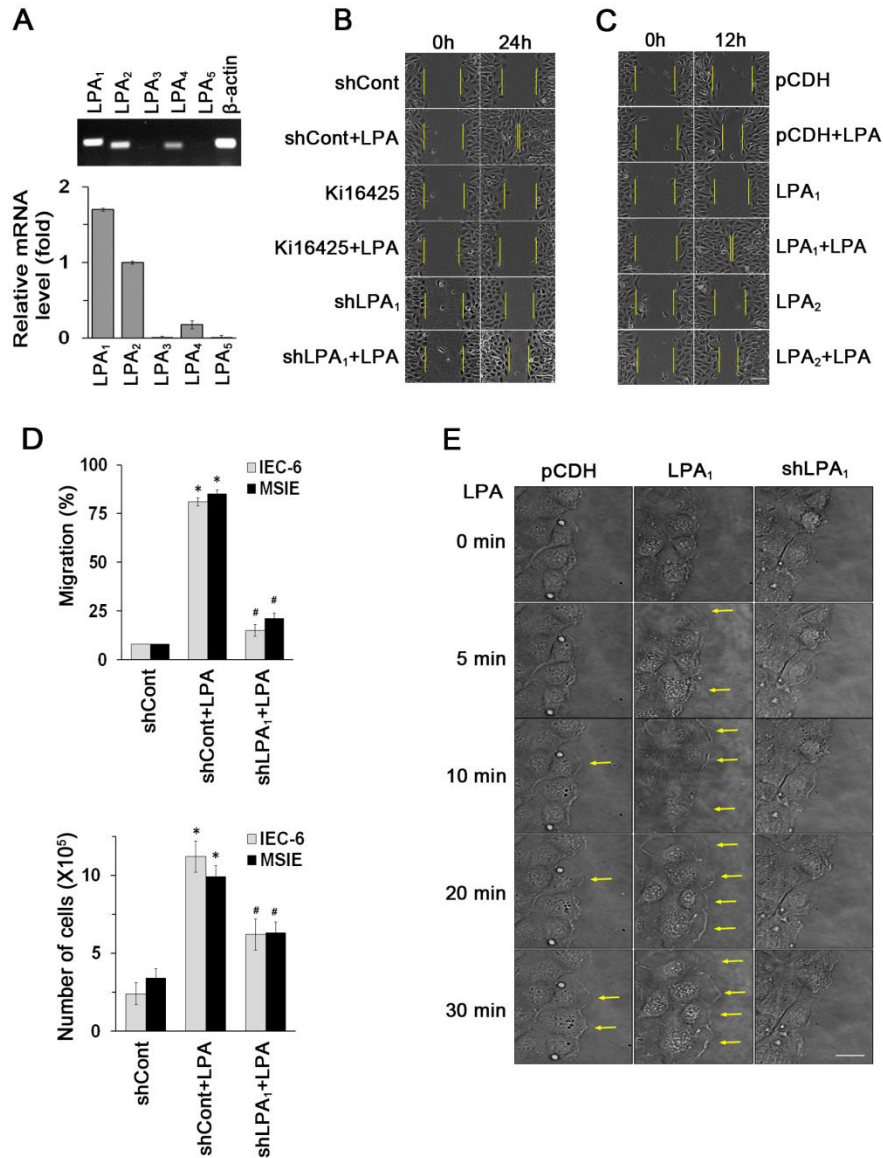 A
LPA₁ LPA₂ LPA₃ LPA₄ LPA₅ β-actin
Relative mRNA
level (fold)
2
1
0
LPA₁ LPA₂ LPA₃ LPA₄ LPA₅
B
0h 24h
shCont
shCont+LPA
Ki16425
Ki16425+LPA
shLPA₁
shLPA₁+LPA
C
0h 12h
pCDH
pCDH+LPA
LPA₁
LPA₁+LPA
LPA₂
LPA₂+LPA
D
Migration (%)
100
75
50
25
0
IEC-6
MSIE
* *
# #
shCont shCont+LPA shLPA₁+LPA
Number of cells (X10⁵)
10
5
0
IEC-6
MSIE
* *
# #
shCont shCont+LPA shLPA₁+LPA
E
pCDH LPA₁ shLPA₁
LPA
0 min
5 min
10 min
20 min
30 min